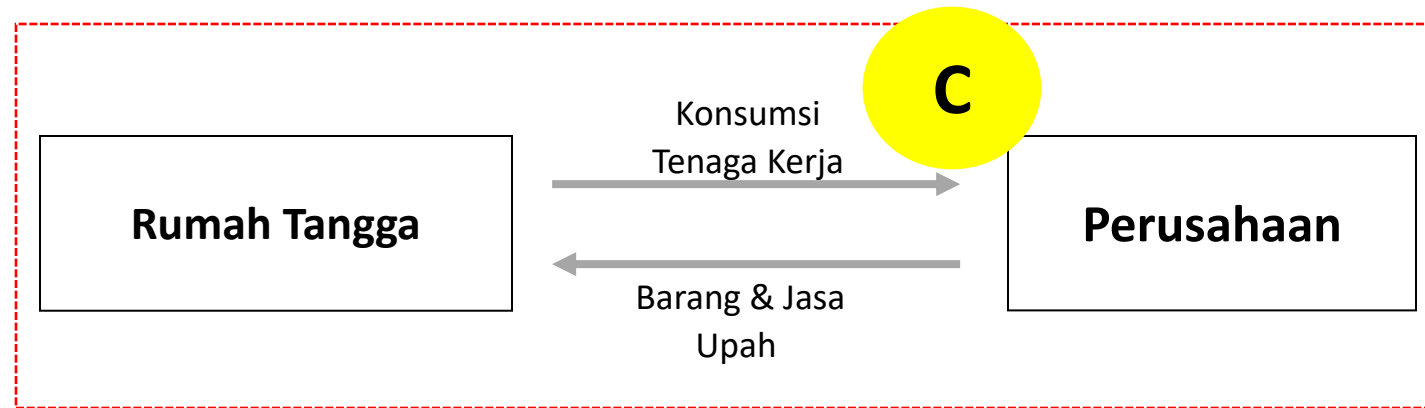 C
Konsumsi
Tenaga Kerja
Rumah Tangga
Perusahaan
Barang & Jasa
Upah